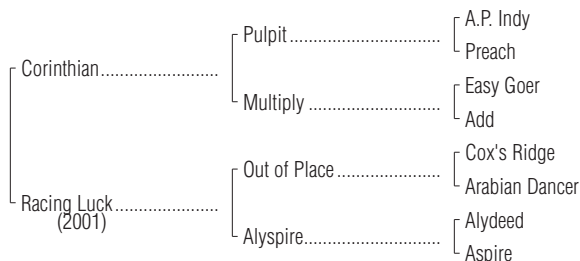 A.P. Indy
Pulpit
Preach
Corinthian
Easy Goer
Multiply
Add
Cox's Ridge
Out of Place
Arabian Dancer
Racing Luck
(2001)
Alydeed
Alyspire
Aspire